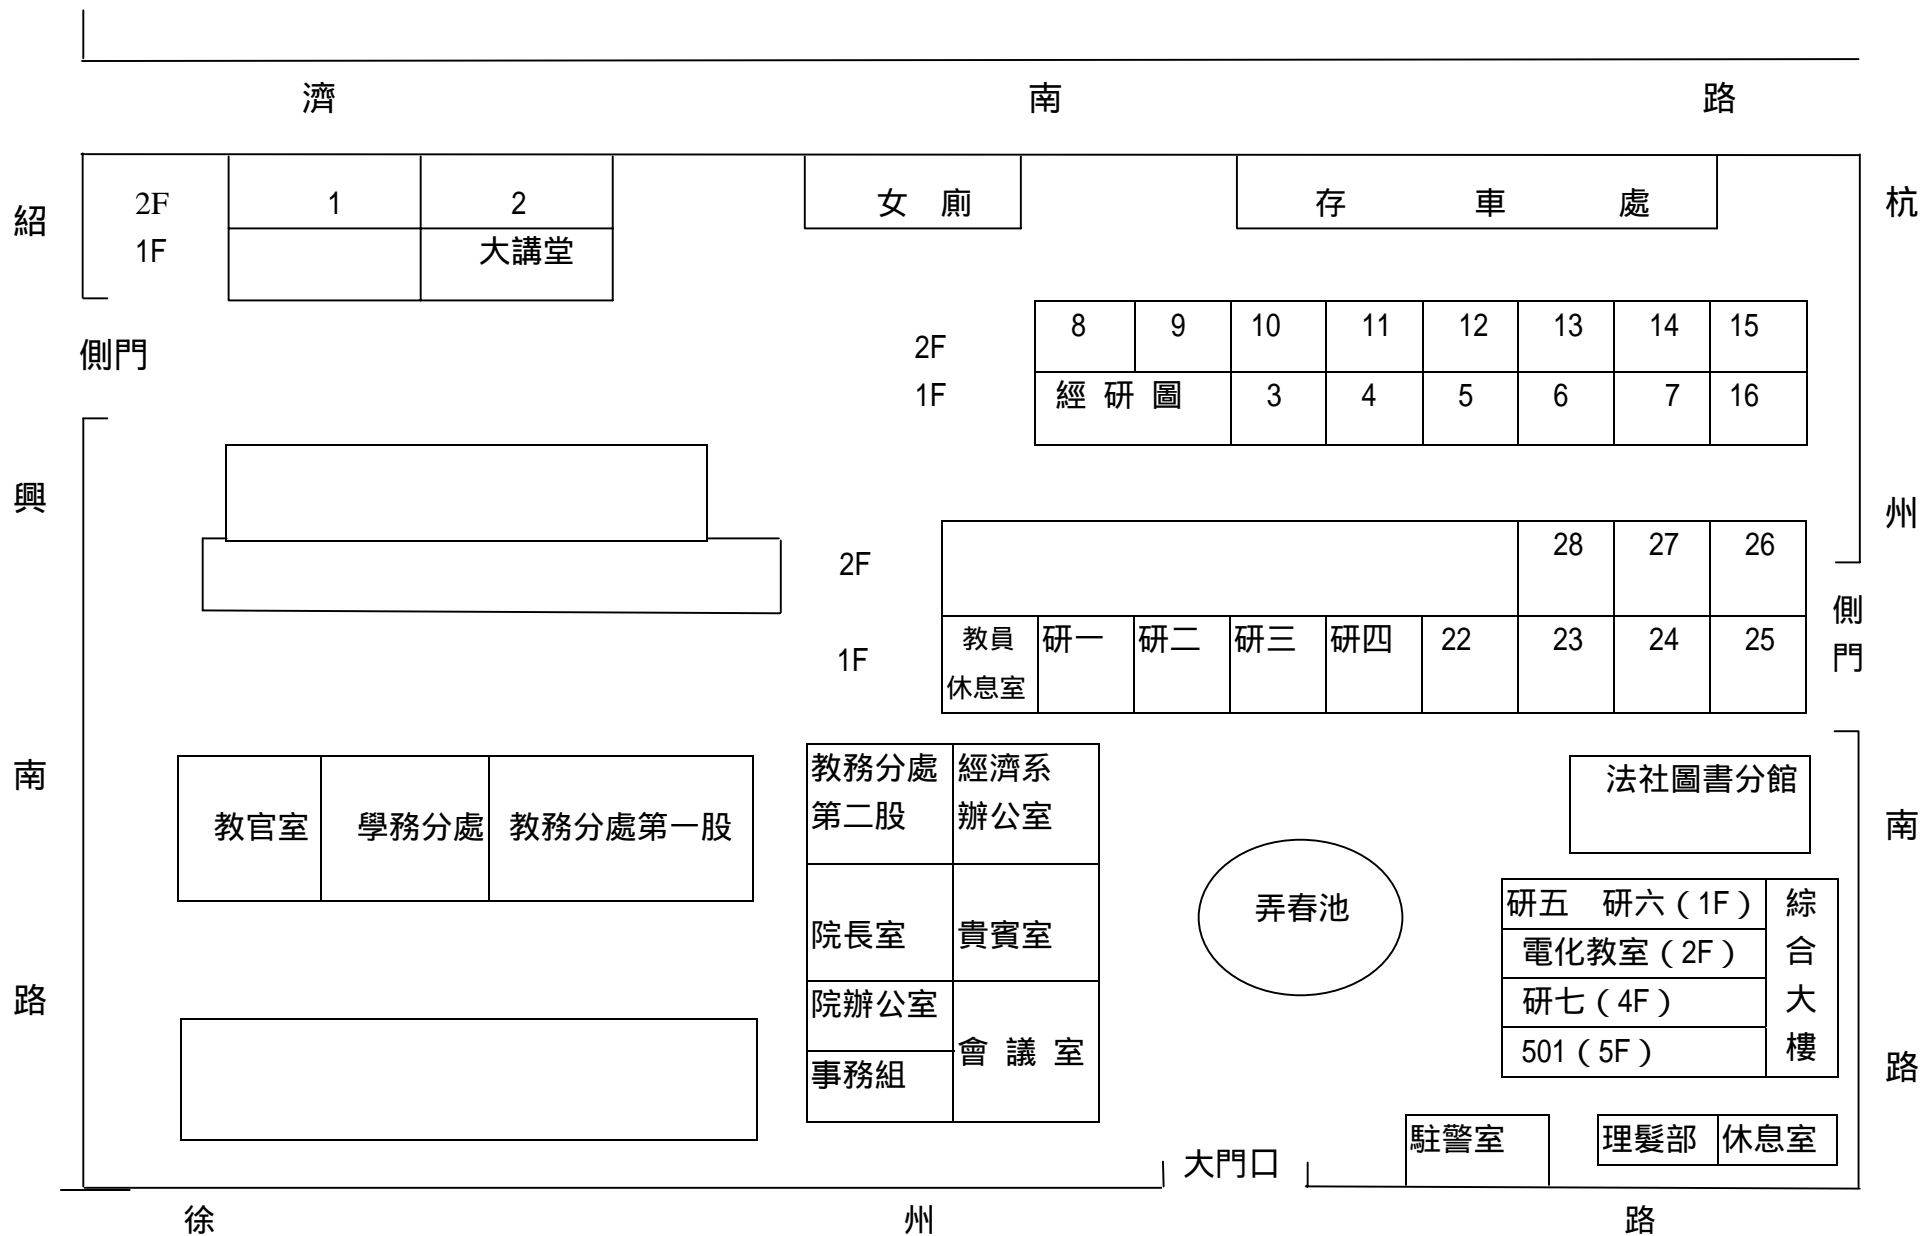 濟 南 路
紹 興 南 路
杭 州 南 路
2F 1 2
1F 大講堂
女 廁
存 車 處
側門
2F 8 9 10 11 12 13 14 15
1F 經 研 圖 3 4 5 6 7 16
2F 28 27 26
1F 教員休息室 研一 研二 研三 研四 22 23 24 25
側門
教官室 學務分處 教務分處第一股
教務分處第二股
經濟系辦公室
院長室 貴賓室
院辦公室
會 議 室
事務組
弄春池
法社圖書分館
研五 研六(1F)
電化教室(2F)
研七(4F)
501(5F)
綜合大樓
駐警室 理髮部 休息室
大門口
徐 州 路